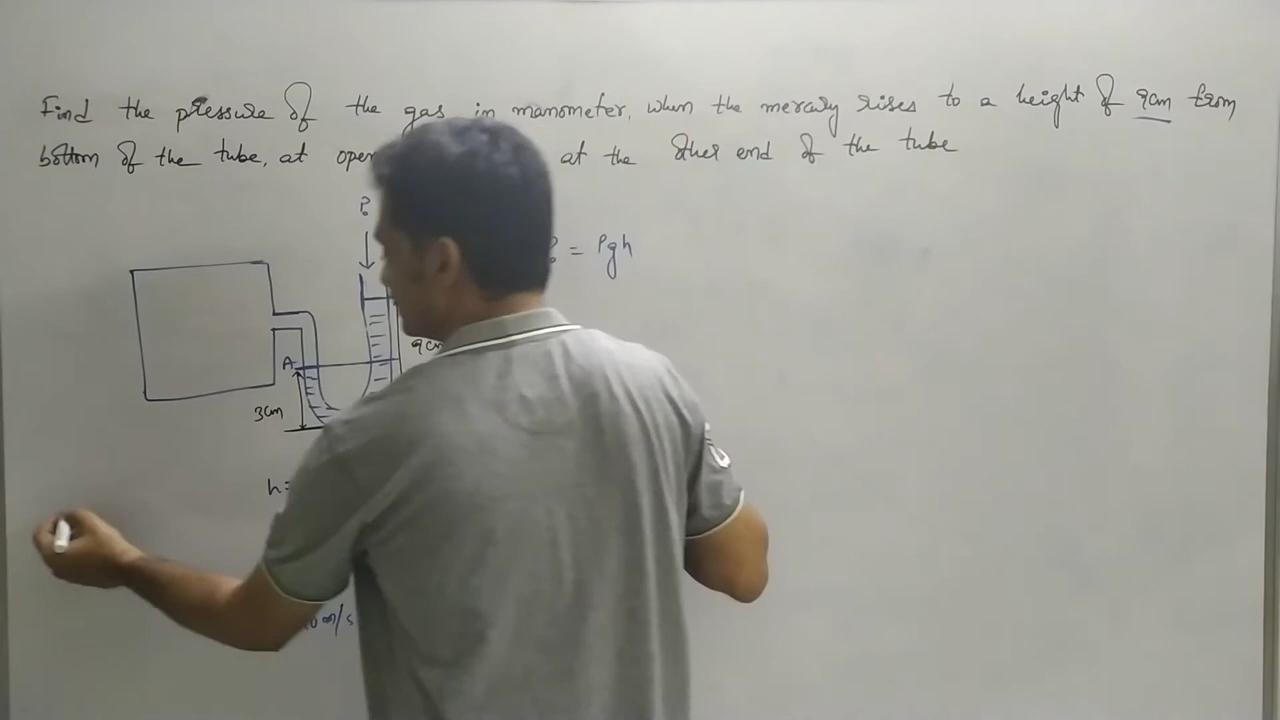 Find the pressure of the gas in manometer, when the mercury rises to a height of 9cm from
bottom of the tube, at open at the other end of the tube
P₀
= ρgh
A
9cm
3cm
h=
m/s